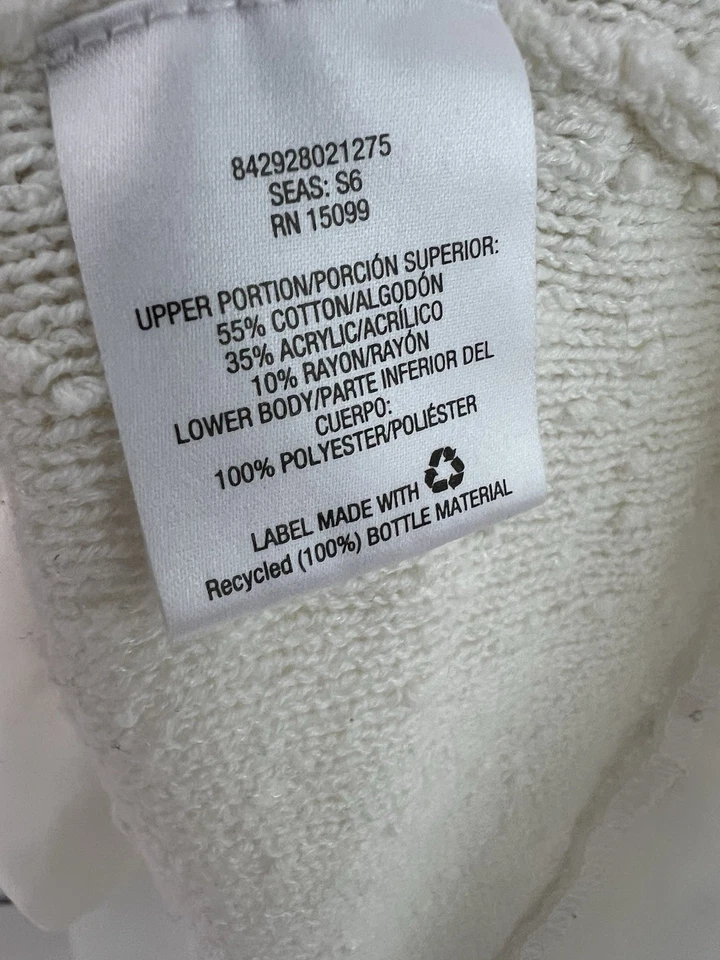 842928021275
SEAS: S6
RN 15099
UPPER PORTION/PORCIÓN SUPERIOR:
55% COTTON/ALGODÓN
35% ACRYLIC/ACRÍLICO
10% RAYON/RAYÓN
LOWER BODY/PARTE INFERIOR DEL
CUERPO:
100% POLYESTER/POLIÉSTER
LABEL MADE WITH
Recycled (100%) BOTTLE MATERIAL